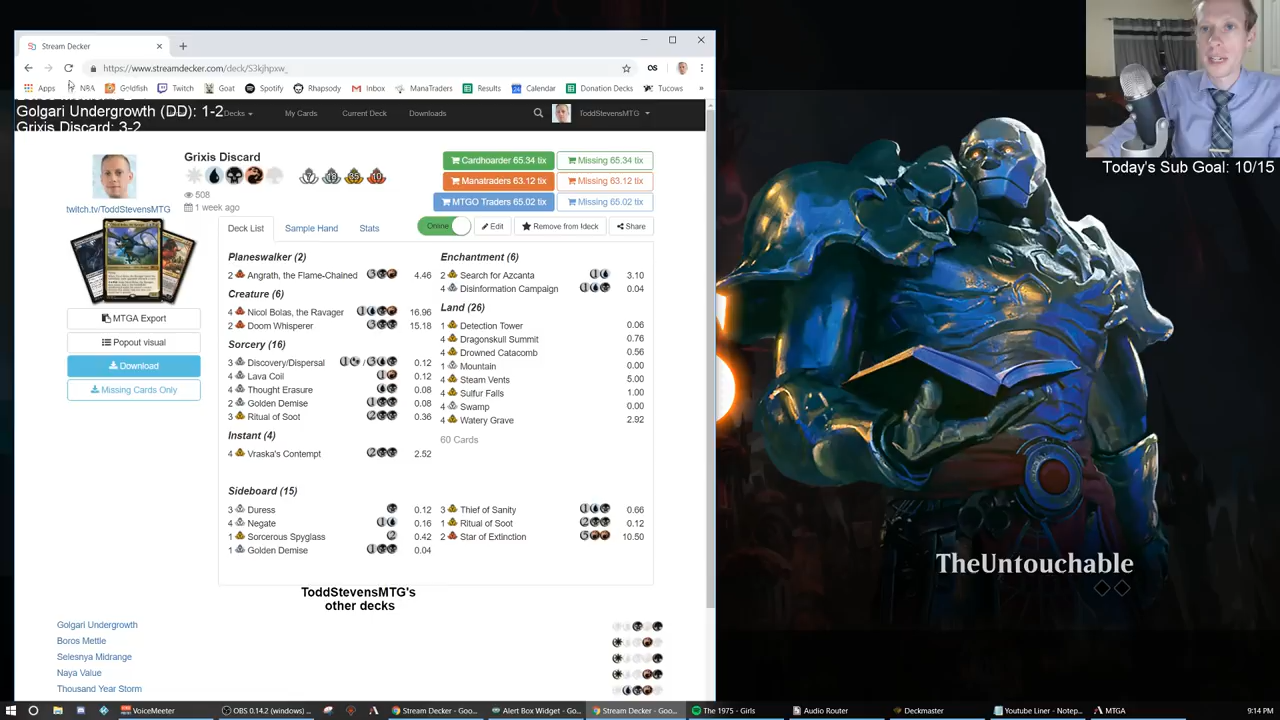 Stream Decker
https://www.streamdecker.com/deck/S3kjhpxw_
OS
Apps NBA Goldfish Twitch Goat Spotify Rhapsody Inbox ManaTraders Results Calendar Donation Decks Tucows »
Golgari Undergrowth (DD): 1-2
Grixis Discard: 3-2
Decks My Cards Current Deck Downloads ToddStevensMTG
Today's Sub Goal: 10/15
Grixis Discard
508
1 week ago
twitch.tv/ToddStevensMTG
Cardhoarder 65.34 tix Missing 65.34 tix
Manatraders 63.12 tix Missing 63.12 tix
MTGO Traders 65.02 tix Missing 65.02 tix
Deck List Sample Hand Stats
Online Edit Remove from !deck Share
MTGA Export
Popout visual
Download
Missing Cards Only
Planeswalker (2)
2 Angrath, the Flame-Chained 4.46
Creature (6)
4 Nicol Bolas, the Ravager 16.96
2 Doom Whisperer 15.18
Sorcery (16)
3 Discovery/Dispersal 0.12
4 Lava Coil 0.12
4 Thought Erasure 0.08
2 Golden Demise 0.08
3 Ritual of Soot 0.36
Instant (4)
4 Vraska's Contempt 2.52
Enchantment (6)
2 Search for Azcanta 3.10
4 Disinformation Campaign 0.04
Land (26)
1 Detection Tower 0.06
4 Dragonskull Summit 0.76
4 Drowned Catacomb 0.56
1 Mountain 0.00
4 Steam Vents 5.00
4 Sulfur Falls 1.00
4 Swamp 0.00
4 Watery Grave 2.92
60 Cards
Sideboard (15)
3 Duress 0.12
4 Negate 0.16
1 Sorcerous Spyglass 0.42
1 Golden Demise 0.04
3 Thief of Sanity 0.66
1 Ritual of Soot 0.12
2 Star of Extinction 10.50
ToddStevensMTG's
other decks
Golgari Undergrowth
Boros Mettle
Selesnya Midrange
Naya Value
Thousand Year Storm
TheUntouchable
VoiceMeeter OBS 0.14.2 (windows) ... Stream Decker - Goo... Alert Box Widget - Go... Stream Decker - Goo... The 1975 - Girls Audio Router Deckmaster Youtube Liner - Notep... MTGA 9:14 PM